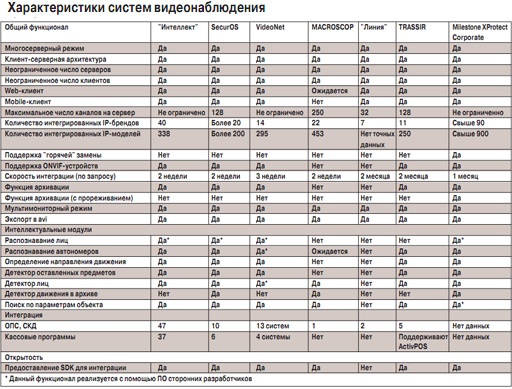 Характеристики систем видеонаблюдения
Общий функционал "Интеллект" SecurOS VideoNet MACROSCOP "Линия" TRASSIR Milestone XProtect Corporate
Многосерверный режим Да Да Да Да Да Да Да
Клиент-серверная архитектура Да Да Да Да Да Да Да
Неограниченное число серверов Да Да Да Да Да Да Да
Неограниченное число клиентов Да Да Да Да Да Да Да
Web-клиент Да Да Да Ожидается Да Да Да
Mobile-клиент Да Да Да Нет Да Да Да
Максимальное число каналов на сервер Не ограничено 128 Не ограничено 250 32 128 Не ограничено
Количество интегрированных IP-брендов 40 Более 20 14 22 7 11 Свыше 90
Количество интегрированных IP-моделей 338 Более 200 295 453 Нет точных данных 250 Свыше 900
Поддержка "горячей" замены Нет Нет Нет Нет Нет Нет Да
Поддержка ONVIF-устройств Да Да Да Нет Нет Да Да
Скорость интеграции (по запросу) 2 недели 2 недели 3 недели 2 недели 2 месяца 2 месяца 1 месяц
Функция архивации Да Да Да Нет Нет Да Да
Функция архивации (с прореживанием) Нет Нет Нет Нет Нет Нет Да
Мультимониторный режим Да Да Да Да Да Да Да
Экспорт в avi Да Да Да Да Да Да Да
Интеллектуальные модули
Распознавание лиц Да* Да* Да* Нет Нет Нет Да*
Распознавание автономеров Да Да Да* Ожидается Нет Да Да*
Определения направления движения Да Да Да Нет Нет Да Да
Детектор оставленных предметов Да Да Да Нет Нет Нет Да
Детектор лиц Да Да Да* Нет Нет Нет Да
Детектор движения в архиве Нет Нет Да Да Нет Да Да
Поиск по параметрам объекта Да Да Да Да Нет Да Да
Интеграция
ОПС, СКД 47 10 13 систем 1 2 5 Нет данных
Кассовые программы 37 6 4 системы Нет Нет Поддерживают ActivPOS Нет данных
Открытость
Предоставление SDK для интеграции Да Да Да Да Нет Да Да
* Данный функционал реализуется с помощью ПО сторонних разработчиков